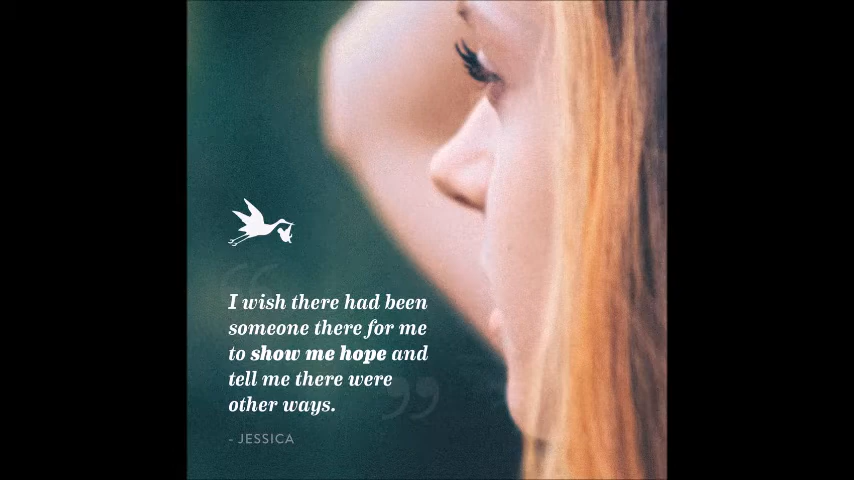 I wish there had been
someone there for me
to show me hope and
tell me there were
other ways.
- JESSICA